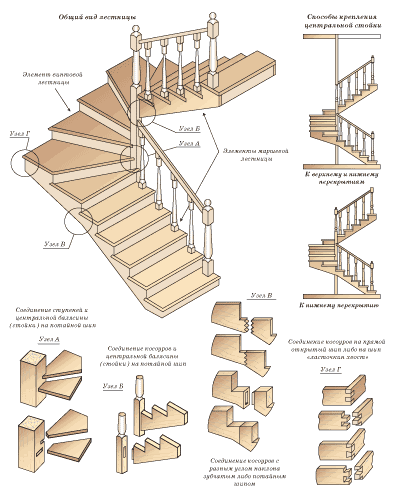 Общий вид лестницы
Способы крепления
центральной стойки
Элемент винтовой
лестницы
Узел Г
Узел Б
Узел А
Элементы маршевой
лестницы
Узел В
К верхнему и нижнему
перекрытиям
К нижнему перекрытию
Соединение ступеней и
центральной балясины
(стойки) на потайной шип
Узел А
Соединение косоуров и
центральной балясины
(стойки) на потайной шип
Узел Б
Узел В
Соединение косоуров с
разным углом наклона
зубчатым либо потайным
шипом
Соединение косоуров на прямой
открытый шип либо на шип
«ласточкин хвост»
Узел Г